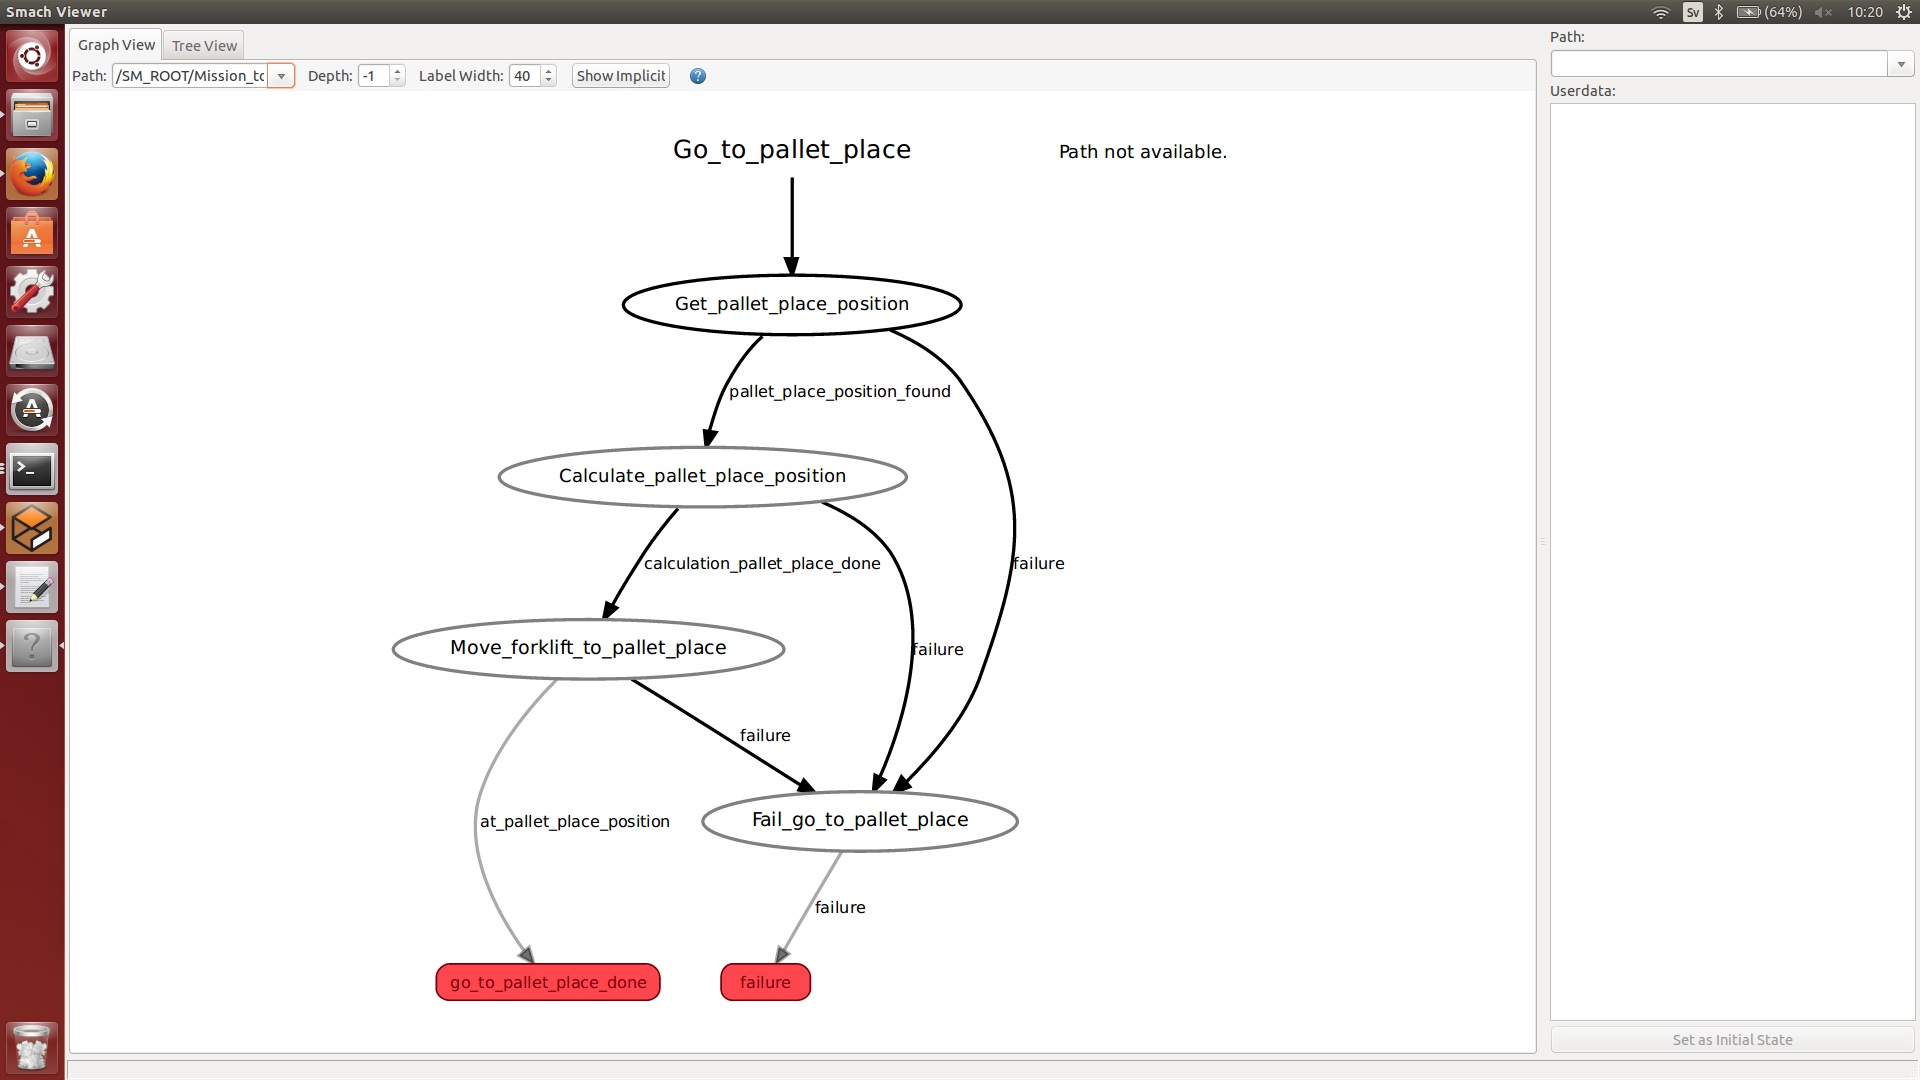 Smach Viewer
Sv (64%) 10:20
Graph View Tree View
Path: /SM_ROOT/Mission_to Depth: -1 Label Width: 40 Show Implicit ?
Path:
Userdata:
Go_to_pallet_place
Path not available.
Get_pallet_place_position
pallet_place_position_found
Calculate_pallet_place_position
calculation_pallet_place_done
failure
Move_forklift_to_pallet_place
failure
failure
at_pallet_place_position
Fail_go_to_pallet_place
failure
go_to_pallet_place_done
failure
Set as Initial State